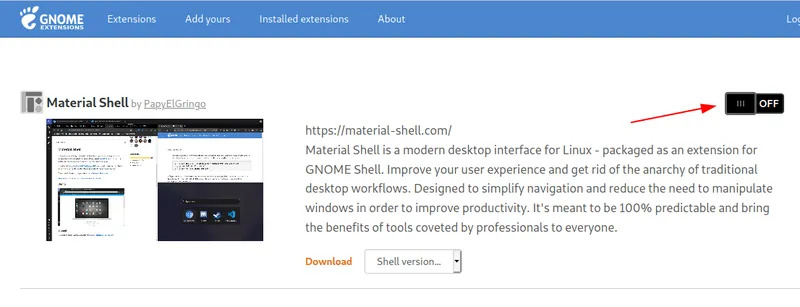 GNOME
EXTENSIONS
Extensions Add yours Installed extensions About Log
Material Shell by PapyElGringo
OFF
https://material-shell.com/
Material Shell is a modern desktop interface for Linux - packaged as an extension for
GNOME Shell. Improve your user experience and get rid of the anarchy of traditional
desktop workflows. Designed to simplify navigation and reduce the need to manipulate
windows in order to improve productivity. It's meant to be 100% predictable and bring
the benefits of tools coveted by professionals to everyone.
Download Shell version...